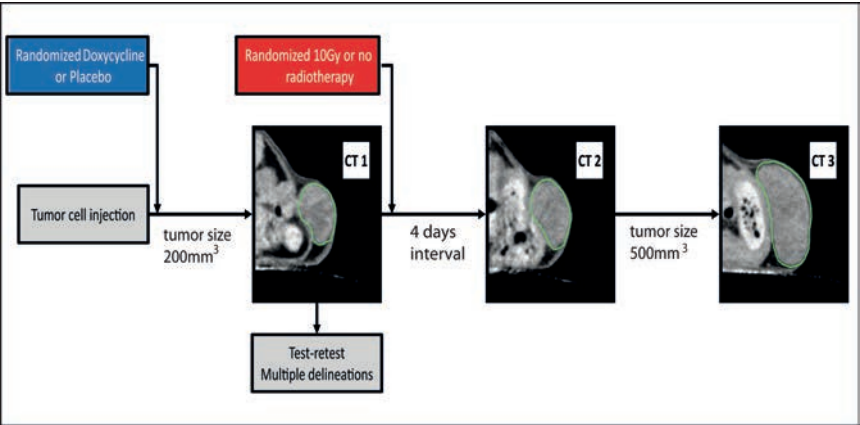 Randomized Doxycycline
or Placebo
Randomized 10Gy or no
radiotherapy
CT 1
CT 2
CT 3
Tumor cell injection
tumor size
200mm³
4 days
interval
tumor size
500mm³
Test-retest
Multiple delineations